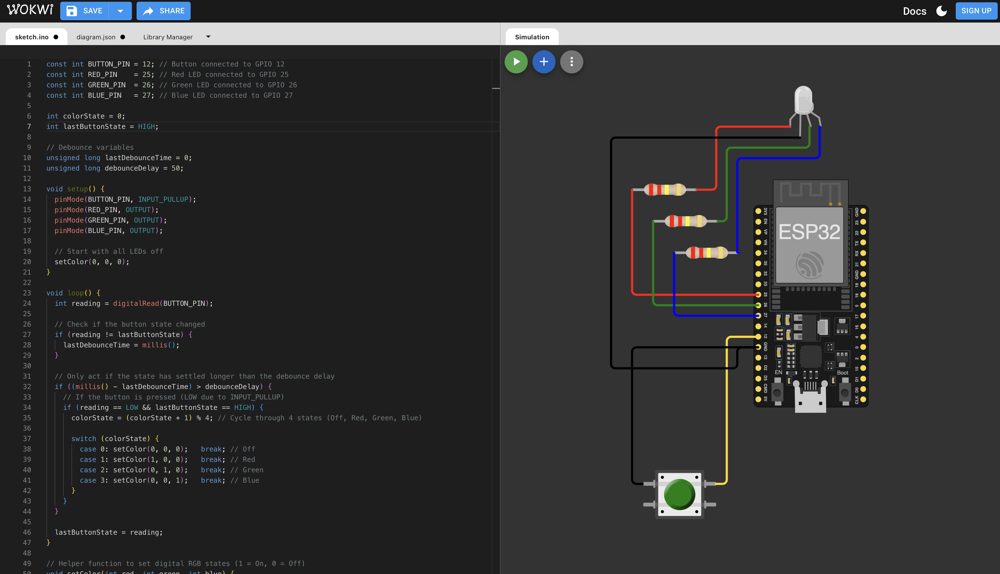 WOKWi SAVE SHARE Docs SIGN UP
sketch.ino diagram.json Library Manager Simulation
1 const int BUTTON_PIN = 12; // Button connected to GPIO 12
2 const int RED_PIN    = 25; // Red LED connected to GPIO 25
3 const int GREEN_PIN  = 26; // Green LED connected to GPIO 26
4 const int BLUE_PIN   = 27; // Blue LED connected to GPIO 27
5
6 int colorState = 0;
7 int lastButtonState = HIGH;
8
9 // Debounce variables
10 unsigned long lastDebounceTime = 0;
11 unsigned long debounceDelay = 50;
12
13 void setup() {
14   pinMode(BUTTON_PIN, INPUT_PULLUP);
15   pinMode(RED_PIN, OUTPUT);
16   pinMode(GREEN_PIN, OUTPUT);
17   pinMode(BLUE_PIN, OUTPUT);
18
19   // Start with all LEDs off
20   setColor(0, 0, 0);
21 }
22
23 void loop() {
24   int reading = digitalRead(BUTTON_PIN);
25
26   // Check if the button state changed
27   if (reading != lastButtonState) {
28     lastDebounceTime = millis();
29   }
30
31   // Only act if the state has settled longer than the debounce delay
32   if ((millis() - lastDebounceTime) > debounceDelay) {
33     // If the button is pressed (LOW due to INPUT_PULLUP)
34     if (reading == LOW && lastButtonState == HIGH) {
35       colorState = (colorState + 1) % 4; // Cycle through 4 states (Off, Red, Green, Blue)
36
37       switch (colorState) {
38         case 0: setColor(0, 0, 0);   break; // Off
39         case 1: setColor(1, 0, 0);   break; // Red
40         case 2: setColor(0, 1, 0);   break; // Green
41         case 3: setColor(0, 0, 1);   break; // Blue
42       }
43     }
44   }
45
46   lastButtonState = reading;
47 }
48
49 // Helper function to set digital RGB states (1 = On, 0 = Off)
50 void setColor(int red, int green, int blue) {
ESP32
3V3
EN
VP
VN
34
35
32
33
25
26
27
14
12
GND
13
D2
D3
CMD
5V
GND
23
22
TX
RX
21
GND
19
18
5
17
16
4
0
2
15
D1
D0
CLK
EN
Boot